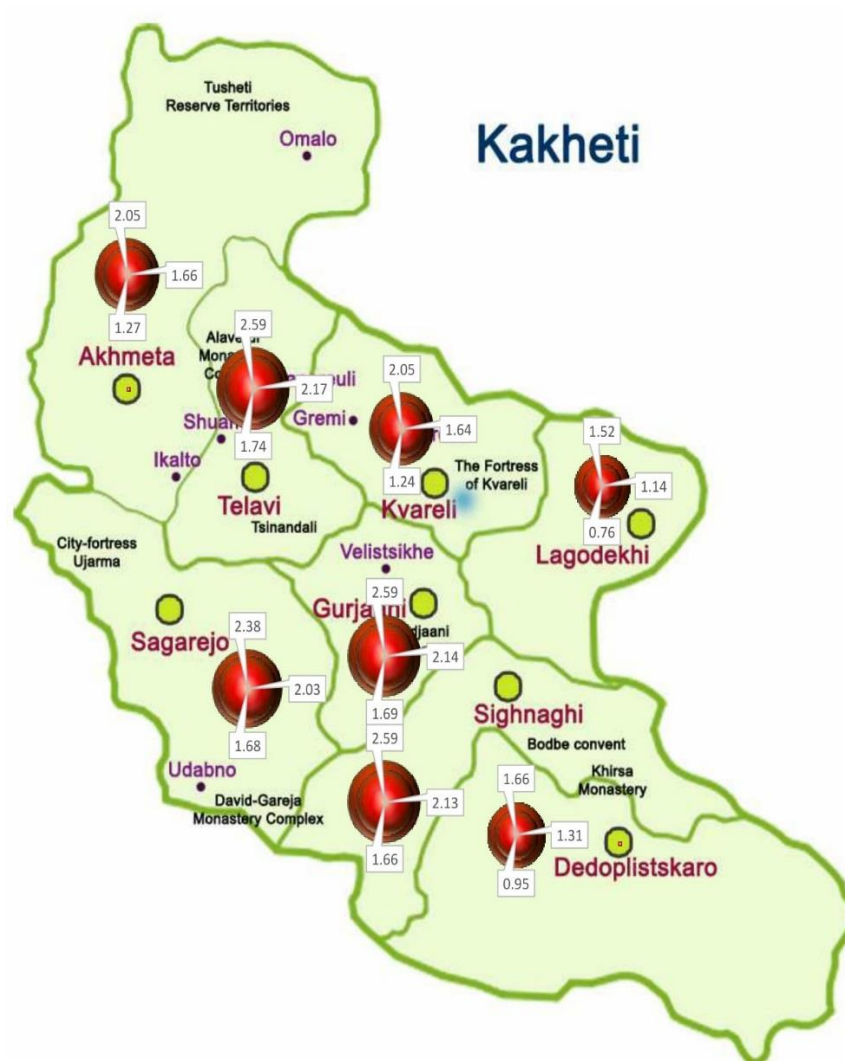 Tusheti
Reserve Territories
Kakheti
Omalo
2.05
1.66
1.27
Akhmeta
2.59
2.17
1.74
2.05
1.64
1.24
Gremi
Ikalto
Telavi
Tsinandali
Kvareli
The Fortress
of Kvareli
1.52
1.14
0.76
Lagodekhi
City-fortress
Ujarma
Velistsikhe
2.59
2.14
1.69
Sagarejo
2.38
2.03
1.68
Sighnaghi
Bodbe convent
Khirsa
Monastery
Udabno
David-Gareja
Monastery Complex
2.59
2.13
1.66
1.66
1.31
0.95
Dedoplistskaro